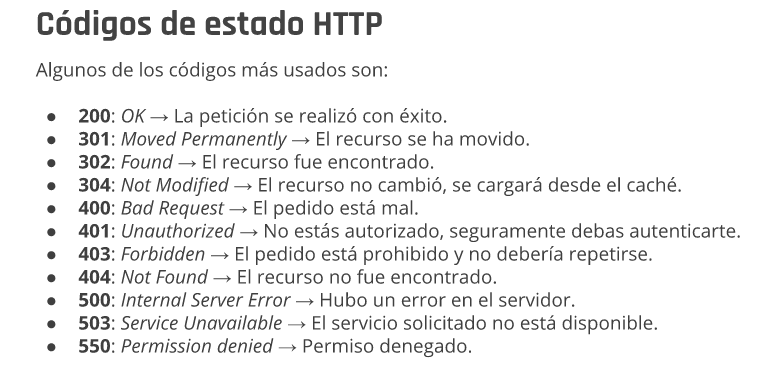 Códigos de estado HTTP
Algunos de los códigos más usados son:
● 200: OK → La petición se realizó con éxito.
● 301: Moved Permanently → El recurso se ha movido.
● 302: Found → El recurso fue encontrado.
● 304: Not Modified → El recurso no cambió, se cargará desde el caché.
● 400: Bad Request → El pedido está mal.
● 401: Unauthorized → No estás autorizado, seguramente debas autenticarte.
● 403: Forbidden → El pedido está prohibido y no debería repetirse.
● 404: Not Found → El recurso no fue encontrado.
● 500: Internal Server Error → Hubo un error en el servidor.
● 503: Service Unavailable → El servicio solicitado no está disponible.
● 550: Permission denied → Permiso denegado.